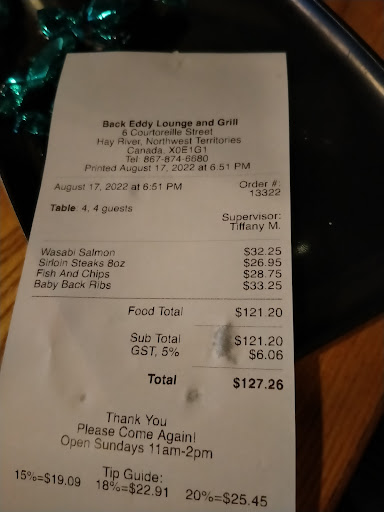 Back Eddy Lounge and Grill
6 Courtoreille Street
Hay River, Northwest Territories
Canada, X0E1G1
Tel: 867-874-6680
Printed August 17, 2022 at 6:51 PM
August 17, 2022 at 6:51 PM Order #:
13322
Table: 4, 4 guests
Supervisor:
Tiffany M.
Wasabi Salmon $32.25
Sirloin Steaks 8oz $26.95
Fish And Chips $28.75
Baby Back Ribs $33.25
Food Total $121.20
Sub Total $121.20
GST, 5% $6.06
Total $127.26
Thank You
Please Come Again!
Open Sundays 11am-2pm
Tip Guide:
15%=$19.09 18%=$22.91 20%=$25.45